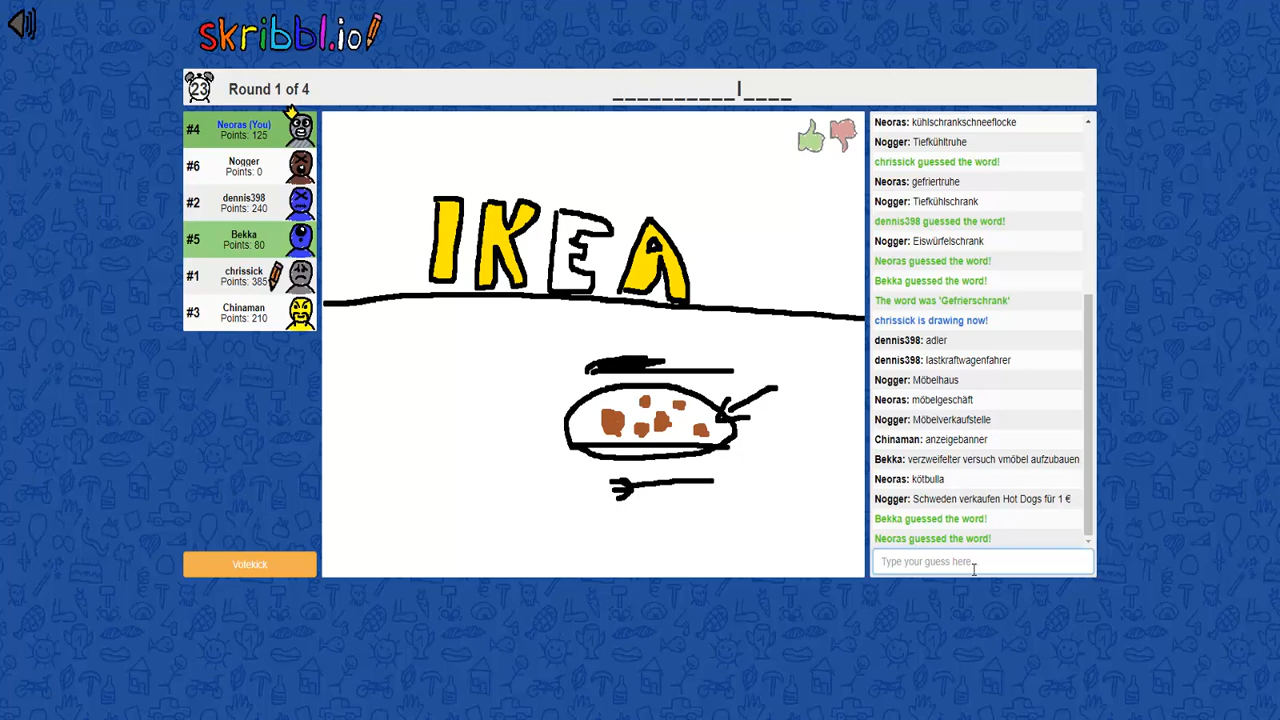 skribbl.io
23
Round 1 of 4
__________l____
#4
Neoras (You)
Points: 125
#6
Nogger
Points: 0
#2
dennis398
Points: 240
#5
Bekka
Points: 80
#1
chrissick
Points: 385
#3
Chinaman
Points: 210
Votekick
IKEA
Neoras: kühlschrankschneeflocke
Nogger: Tiefkühltruhe
chrissick guessed the word!
Neoras: gefriertruhe
Nogger: Tiefkühlschrank
dennis398 guessed the word!
Nogger: Eiswürfelschrank
Neoras guessed the word!
Bekka guessed the word!
The word was 'Gefrierschrank'
chrissick is drawing now!
dennis398: adler
dennis398: lastkraftwagenfahrer
Nogger: Möbelhaus
Neoras: möbelgeschäft
Nogger: Möbelverkaufstelle
Chinaman: anzeigebanner
Bekka: verzweifelter versuch vmöbel aufzubauen
Neoras: kötbulla
Nogger: Schweden verkaufen Hot Dogs für 1 €
Bekka guessed the word!
Neoras guessed the word!
Type your guess here...